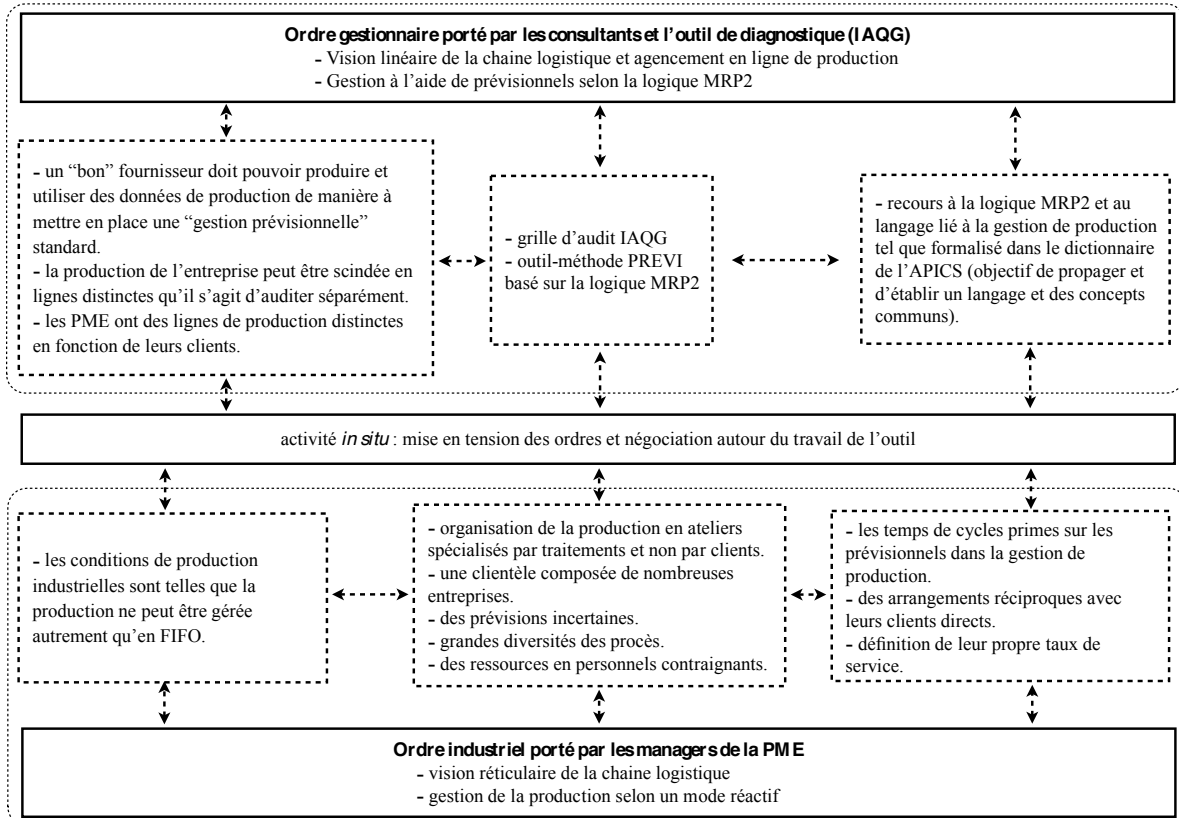 Ordre gestionnaire porté par les consultants et l’outil de diagnostique (IAQG)
- Vision linéaire de la chaine logistique et agencement en ligne de production
- Gestion à l’aide de prévisionnels selon la logique MRP2
- un “bon” fournisseur doit pouvoir produire et
utiliser des données de production de manière à
mettre en place une “gestion prévisionnelle”
standard.
- la production de l’entreprise peut être scindée en
lignes distinctes qu’il s’agit d’auditer séparément.
- les PME ont des lignes de production distinctes
en fonction de leurs clients.
- grille d’audit IAQG
- outil-méthode PREVI
basé sur la logique MRP2
- recours à la logique MRP2 et au
langage lié à la gestion de production
tel que formalisé dans le dictionnaire
de l’APICS (objectif de propager et
d’établir un langage et des concepts
communs).
activité in situ : mise en tension des ordres et négociation autour du travail de l’outil
- les conditions de production
industrielles sont telles que la
production ne peut être gérée
autrement qu’en FIFO.
- organisation de la production en ateliers
spécialisés par traitements et non par clients.
- une clientèle composée de nombreuses
entreprises.
- des prévisions incertaines.
- grandes diversités des procès.
- des ressources en personnels contraignants.
- les temps de cycles primes sur les
prévisionnels dans la gestion de
production.
- des arrangements réciproques avec
leurs clients directs.
- définition de leur propre taux de
service.
Ordre industriel porté par les managers de la PME
- vision réticulaire de la chaine logistique
- gestion de la production selon un mode réactif